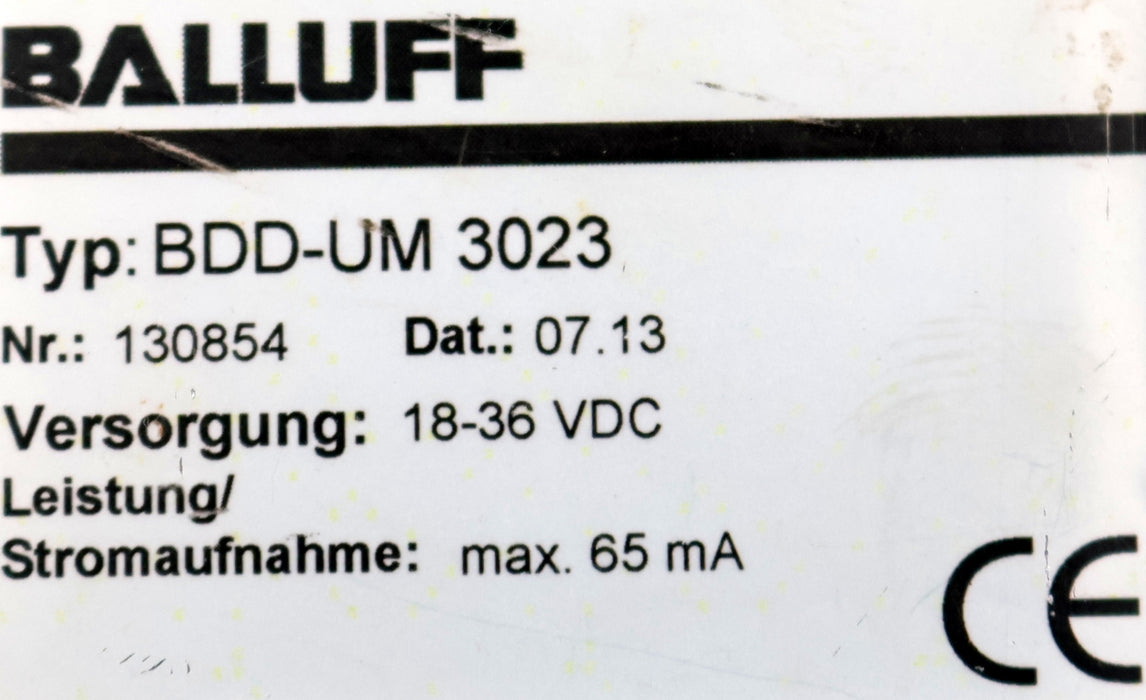 BALLUFF
Typ: BDD-UM 3023
Nr.: 130854 Dat.: 07.13
Versorgung: 18-36 VDC
Leistung/
Stromaufnahme: max. 65 mA
CE